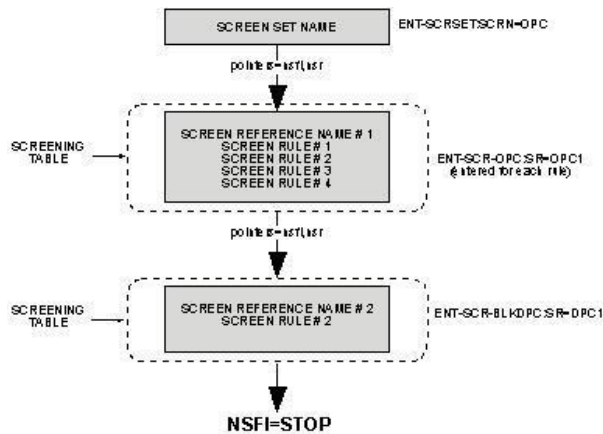 SCREEN SET NAME
ENT-SCRSET:SCRN=OPC
pointers=nsfi,nsr
SCREENING
TABLE
SCREEN REFERENCE NAME # 1
SCREEN RULE # 1
SCREEN RULE # 2
SCREEN RULE # 3
SCREEN RULE # 4
ENT-SCR-OPC:SR=OPC1
(entered for each rule)
pointers=nsfi,nsr
SCREENING
TABLE
SCREEN REFERENCE NAME # 2
SCREEN RULE # 2
ENT-SCR-BLKDPC:SR=DPC1
NSFI=STOP